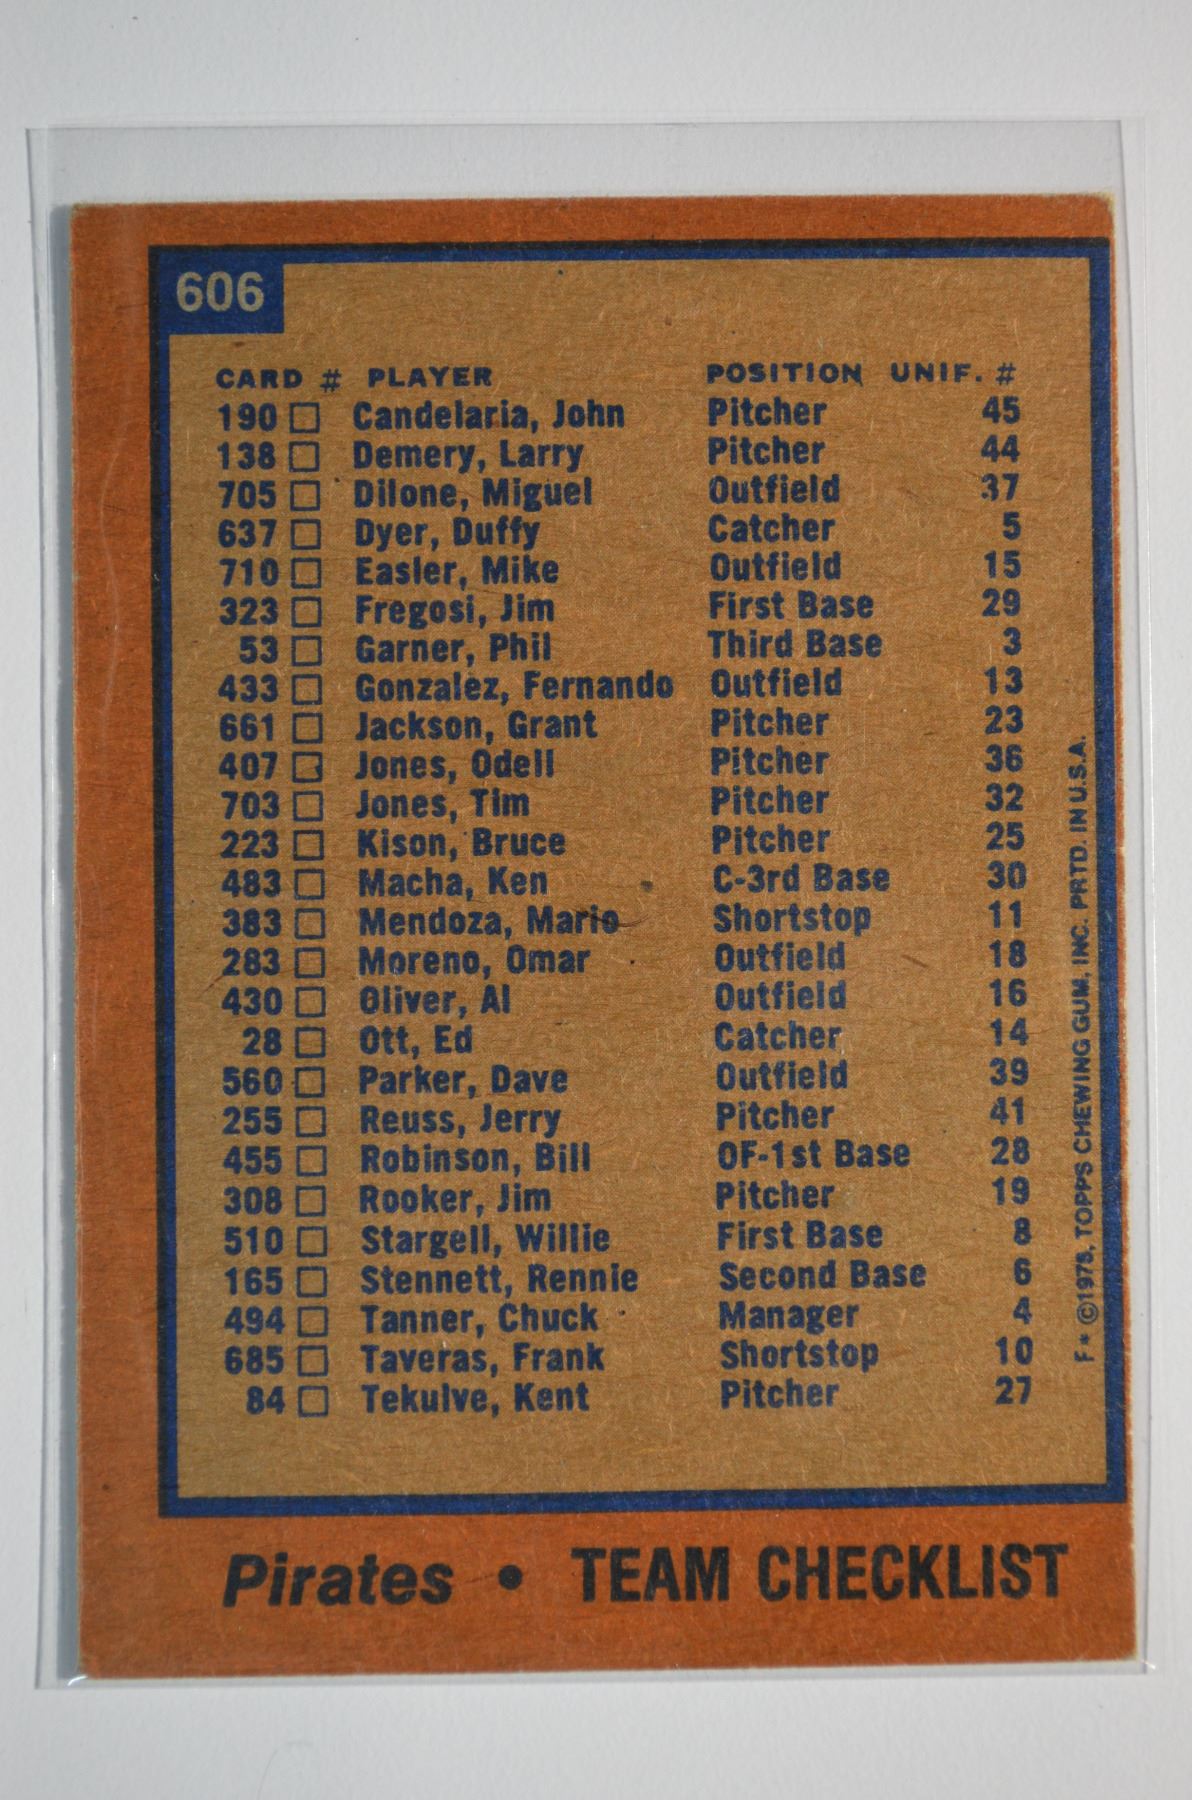 606
CARD # PLAYER POSITION UNIF. #
190 Candelaria, John Pitcher 45
138 Demery, Larry Pitcher 44
705 Dilone, Miguel Outfield 37
637 Dyer, Duffy Catcher 5
710 Easler, Mike Outfield 15
323 Fregosi, Jim First Base 29
53 Garner, Phil Third Base 3
433 Gonzalez, Fernando Outfield 13
661 Jackson, Grant Pitcher 23
407 Jones, Odell Pitcher 36
703 Jones, Tim Pitcher 32
223 Kison, Bruce Pitcher 25
483 Macha, Ken C-3rd Base 30
383 Mendoza, Mario Shortstop 11
283 Moreno, Omar Outfield 18
430 Oliver, Al Outfield 16
28 Ott, Ed Catcher 14
560 Parker, Dave Outfield 39
255 Reuss, Jerry Pitcher 41
455 Robinson, Bill OF-1st Base 28
308 Rooker, Jim Pitcher 19
510 Stargell, Willie First Base 8
165 Stennett, Rennie Second Base 6
494 Tanner, Chuck Manager 4
685 Taveras, Frank Shortstop 10
84 Tekulve, Kent Pitcher 27
F* ©1978, TOPPS CHEWING GUM, INC. PRTD. IN U.S.A.
Pirates • TEAM CHECKLIST